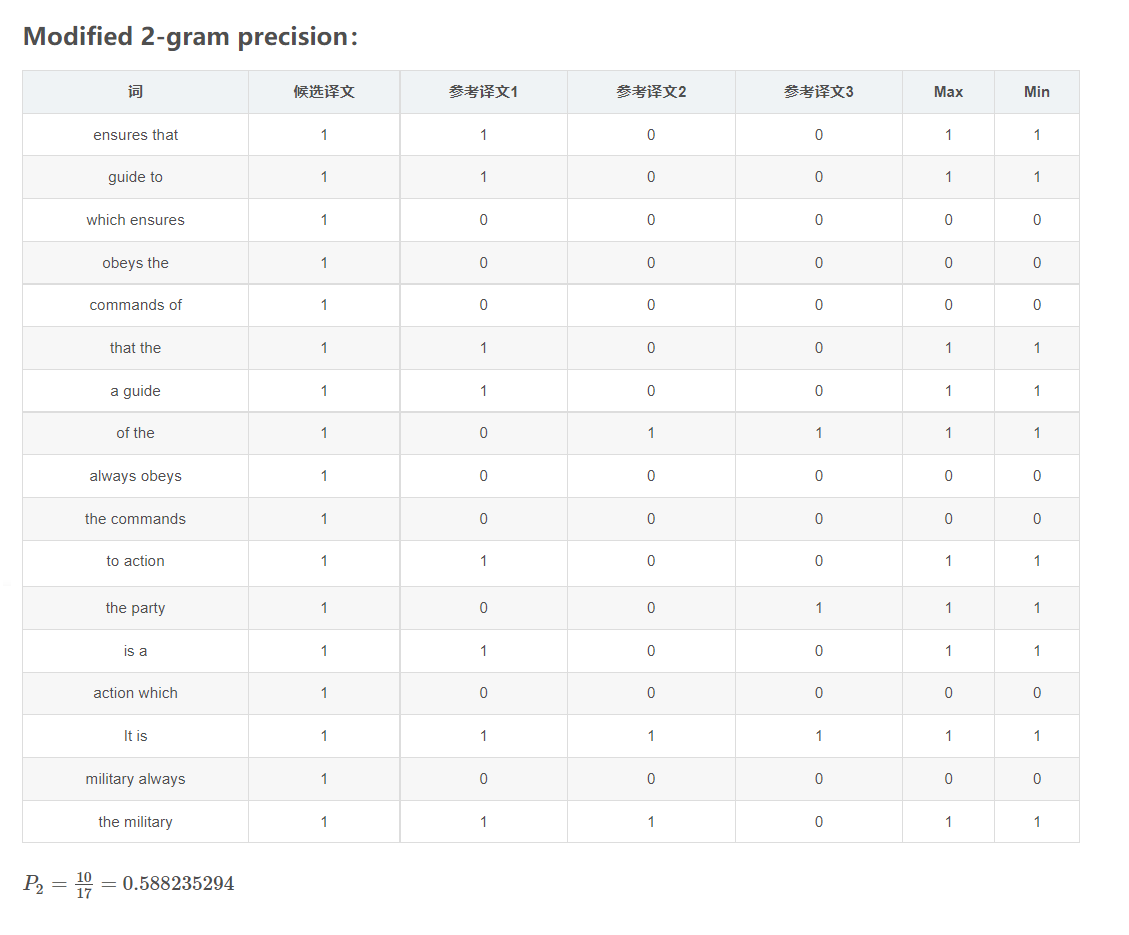 Modified 2-gram precision：
词 候选译文 参考译文1 参考译文2 参考译文3 Max Min
ensures that 1 1 0 0 1 1
guide to 1 1 0 0 1 1
which ensures 1 0 0 0 0 0
obeys the 1 0 0 0 0 0
commands of 1 0 0 0 0 0
that the 1 1 0 0 1 1
a guide 1 1 0 0 1 1
of the 1 0 1 1 1 1
always obeys 1 0 0 0 0 0
the commands 1 0 0 0 0 0
to action 1 1 0 0 1 1
the party 1 0 0 1 1 1
is a 1 1 0 0 1 1
action which 1 0 0 0 0 0
It is 1 1 1 1 1 1
military always 1 0 0 0 0 0
the military 1 1 1 0 1 1
P₂ = 10/17 = 0.588235294